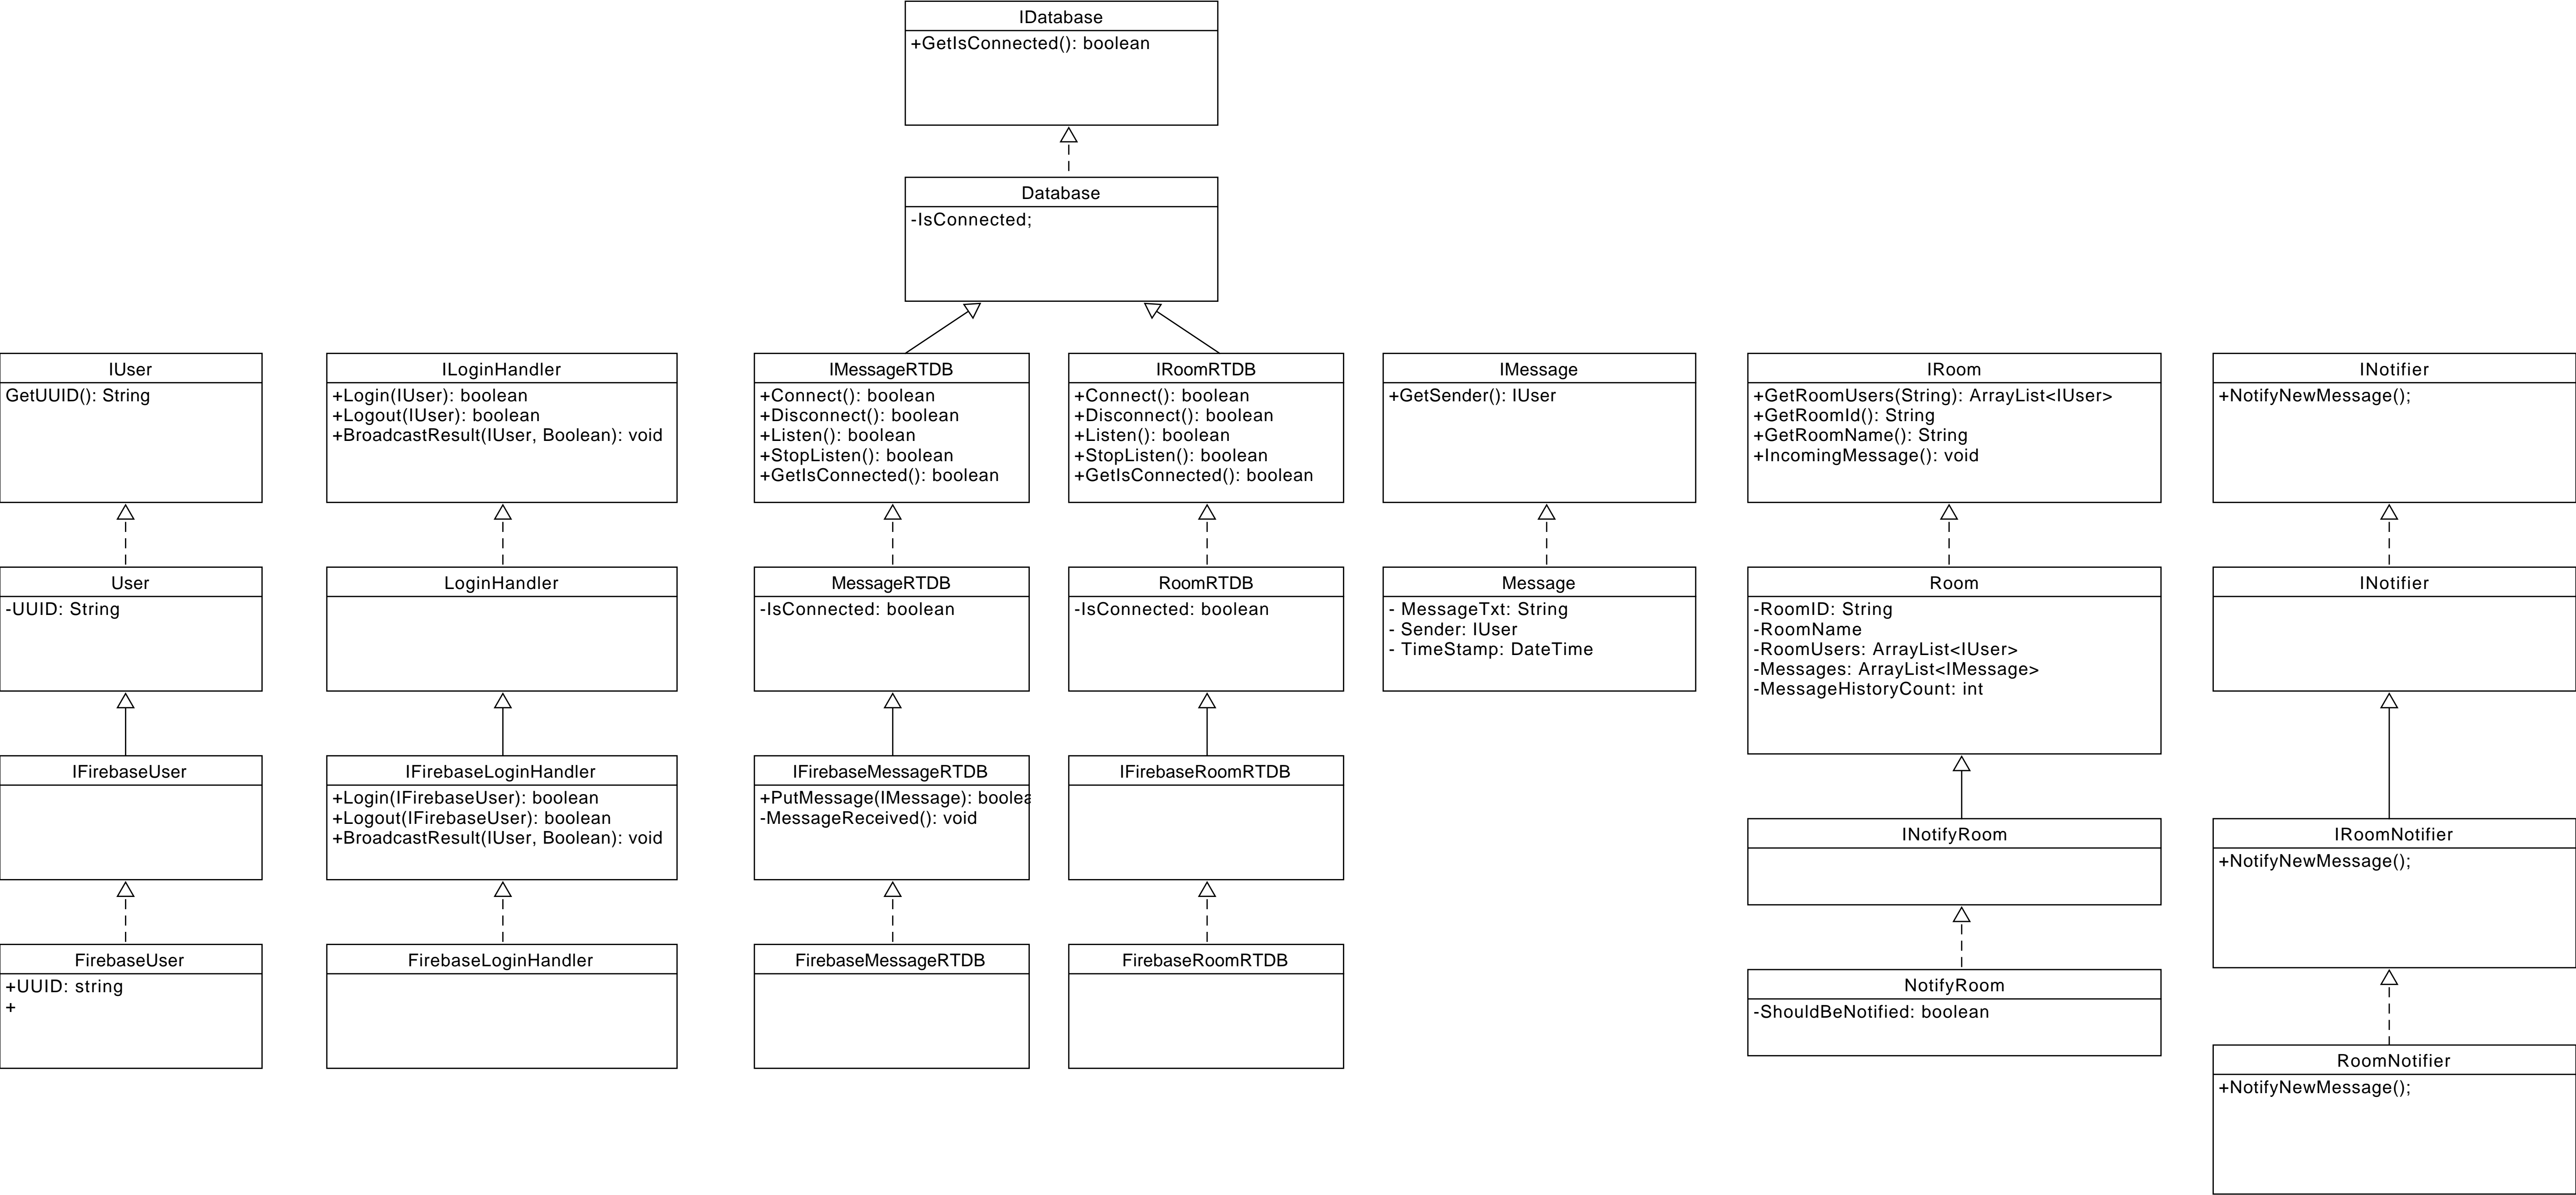 IDatabase
+GetIsConnected(): boolean
Database
-IsConnected;
IUser
GetUUID(): String
ILoginHandler
+Login(IUser): boolean
+Logout(IUser): boolean
+BroadcastResult(IUser, Boolean): void
IMessageRTDB
+Connect(): boolean
+Disconnect(): boolean
+Listen(): boolean
+StopListen(): boolean
+GetIsConnected(): boolean
IRoomRTDB
+Connect(): boolean
+Disconnect(): boolean
+Listen(): boolean
+StopListen(): boolean
+GetIsConnected(): boolean
IMessage
+GetSender(): IUser
IRoom
+GetRoomUsers(String): ArrayList<IUser>
+GetRoomId(): String
+GetRoomName(): String
+IncomingMessage(): void
INotifier
+NotifyNewMessage();
User
-UUID: String
LoginHandler
MessageRTDB
-IsConnected: boolean
RoomRTDB
-IsConnected: boolean
Message
- MessageTxt: String
- Sender: IUser
- TimeStamp: DateTime
Room
-RoomID: String
-RoomName
-RoomUsers: ArrayList<IUser>
-Messages: ArrayList<IMessage>
-MessageHistoryCount: int
INotifier
IFirebaseUser
IFirebaseLoginHandler
+Login(IFirebaseUser): boolean
+Logout(IFirebaseUser): boolean
+BroadcastResult(IUser, Boolean): void
IFirebaseMessageRTDB
+PutMessage(IMessage): boolea
-MessageReceived(): void
IFirebaseRoomRTDB
INotifyRoom
IRoomNotifier
+NotifyNewMessage();
FirebaseUser
+UUID: string
+
FirebaseLoginHandler
FirebaseMessageRTDB
FirebaseRoomRTDB
NotifyRoom
-ShouldBeNotified: boolean
RoomNotifier
+NotifyNewMessage();